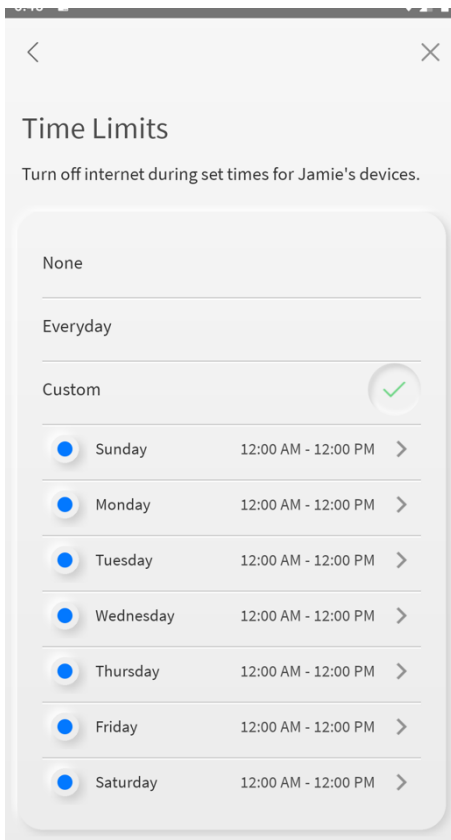 Time Limits
Turn off internet during set times for Jamie's devices.
None
Everyday
Custom
Sunday 12:00 AM - 12:00 PM
Monday 12:00 AM - 12:00 PM
Tuesday 12:00 AM - 12:00 PM
Wednesday 12:00 AM - 12:00 PM
Thursday 12:00 AM - 12:00 PM
Friday 12:00 AM - 12:00 PM
Saturday 12:00 AM - 12:00 PM